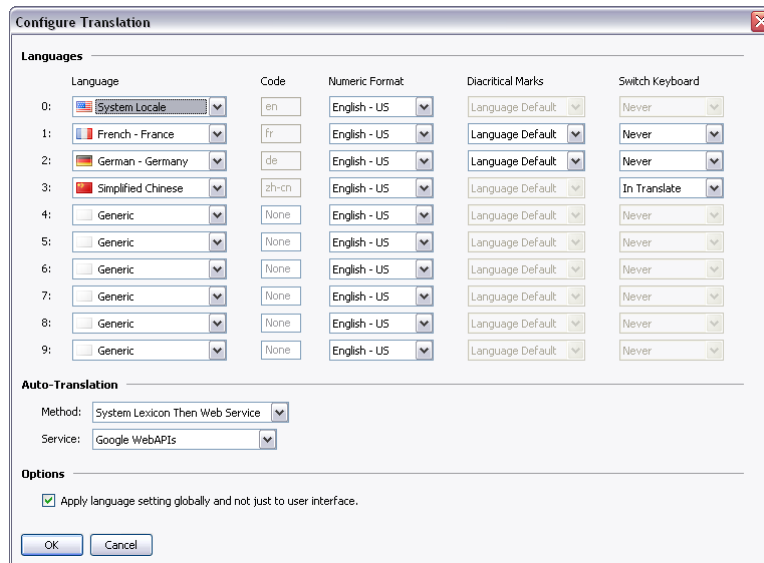 Configure Translation
Languages
Language Code Numeric Format Diacritical Marks Switch Keyboard
0: System Locale en English - US Language Default Never
1: French - France fr English - US Language Default Never
2: German - Germany de English - US Language Default Never
3: Simplified Chinese zh-cn English - US Language Default In Translate
4: Generic None English - US Language Default Never
5: Generic None English - US Language Default Never
6: Generic None English - US Language Default Never
7: Generic None English - US Language Default Never
8: Generic None English - US Language Default Never
9: Generic None English - US Language Default Never
Auto-Translation
Method: System Lexicon Then Web Service
Service: Google WebAPIs
Options
Apply language setting globally and not just to user interface.
OK Cancel